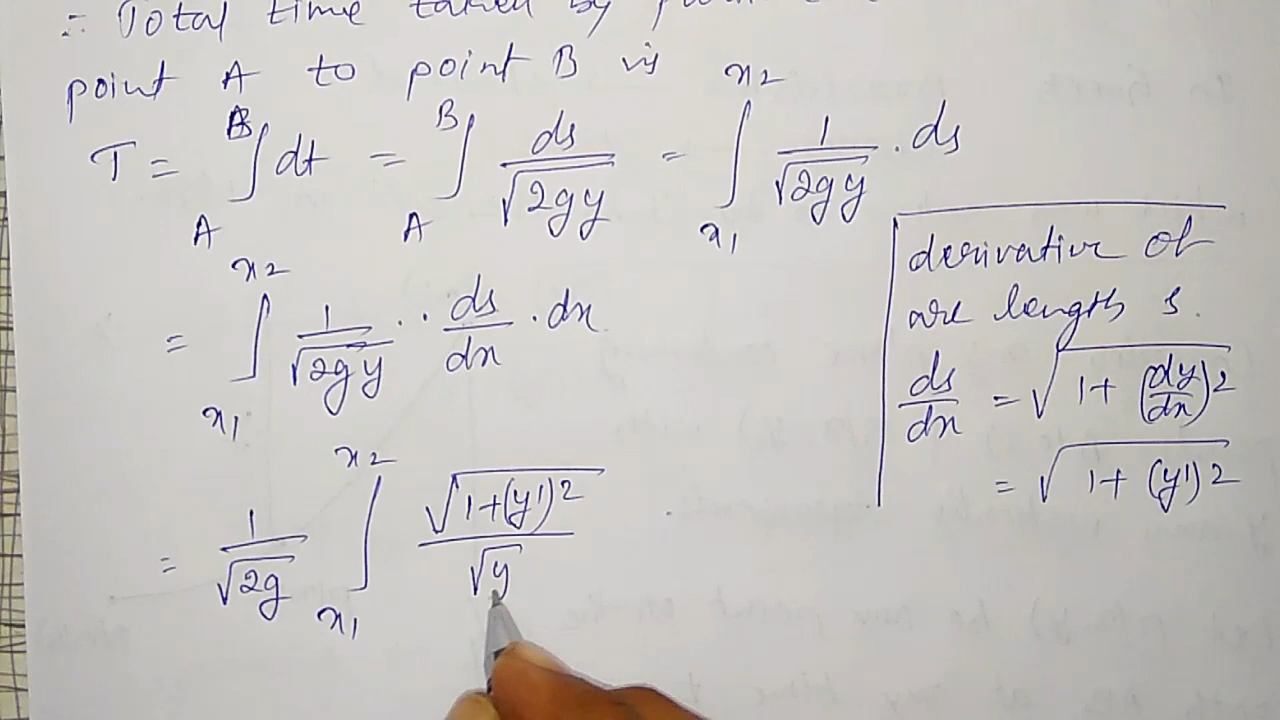 ∴ Total time taken by
point A to point B is
T = ∫_A^B dt = ∫_A^B ds/√(2gy) = ∫_{x1}^{x2} 1/√(2gy) . ds
= ∫_{x1}^{x2} 1/√(2gy) . . ds/dx . dx
= 1/√(2g) ∫_{x1}^{x2} √(1+(y')2)/√y
derivative of
arc length s.
ds/dx = √(1+(dy/dx)2)
= √(1+(y')2)